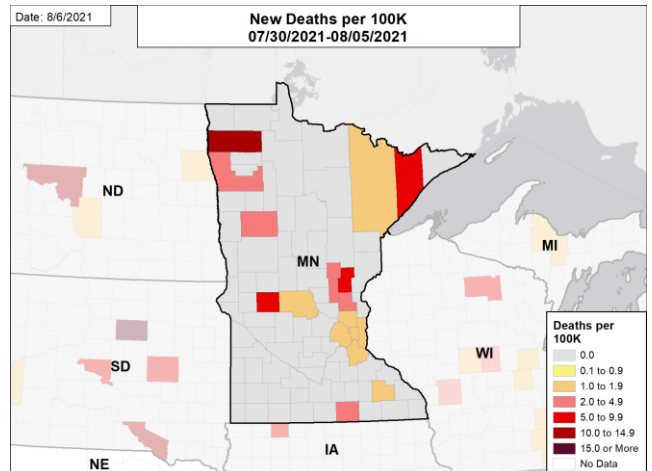 Date: 8/6/2021
New Deaths per 100K
07/30/2021-08/05/2021
ND
MN
MI
SD
WI
NE
IA
Deaths per
100K
0.0
0.1 to 0.9
1.0 to 1.9
2.0 to 4.9
5.0 to 9.9
10.0 to 14.9
15.0 or More
No Data